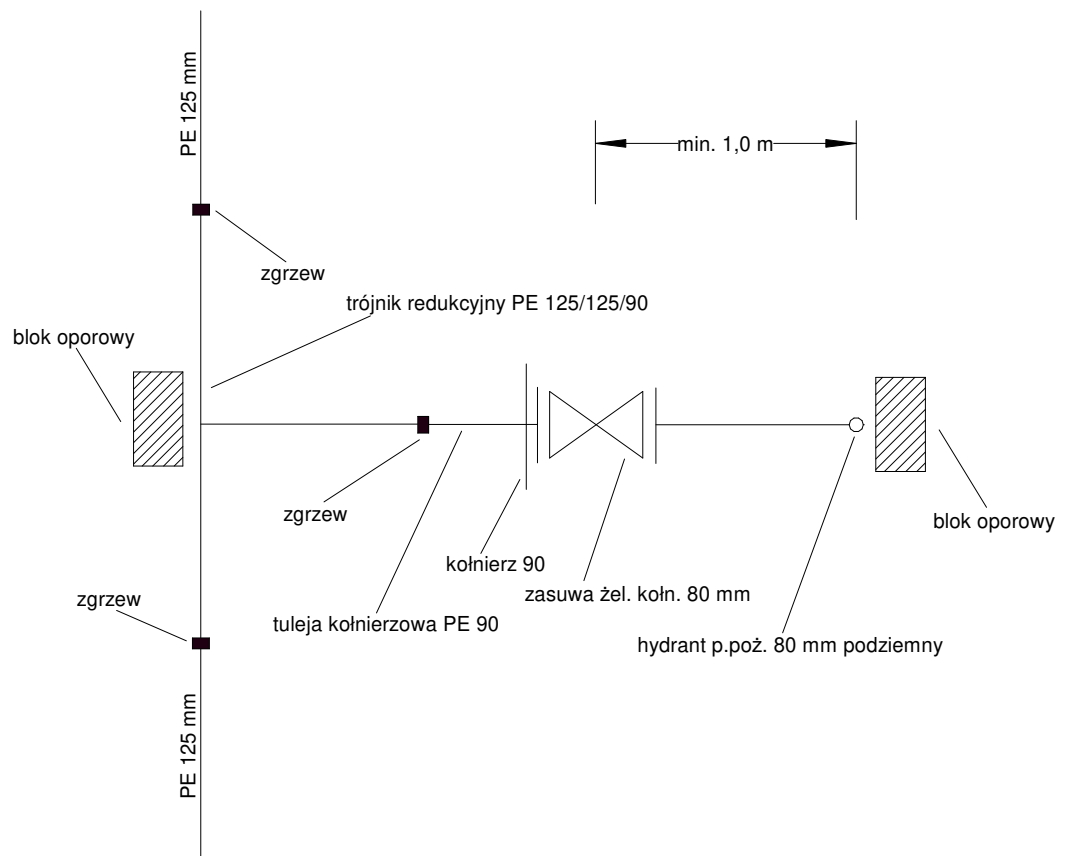 PE 125 mm
min. 1,0 m
zgrzew
trójnik redukcyjny PE 125/125/90
blok oporowy
zgrzew
blok oporowy
kołnierz 90
zasuwa żel. kołn. 80 mm
zgrzew
tuleja kołnierzowa PE 90
hydrant p.poż. 80 mm podziemny
PE 125 mm